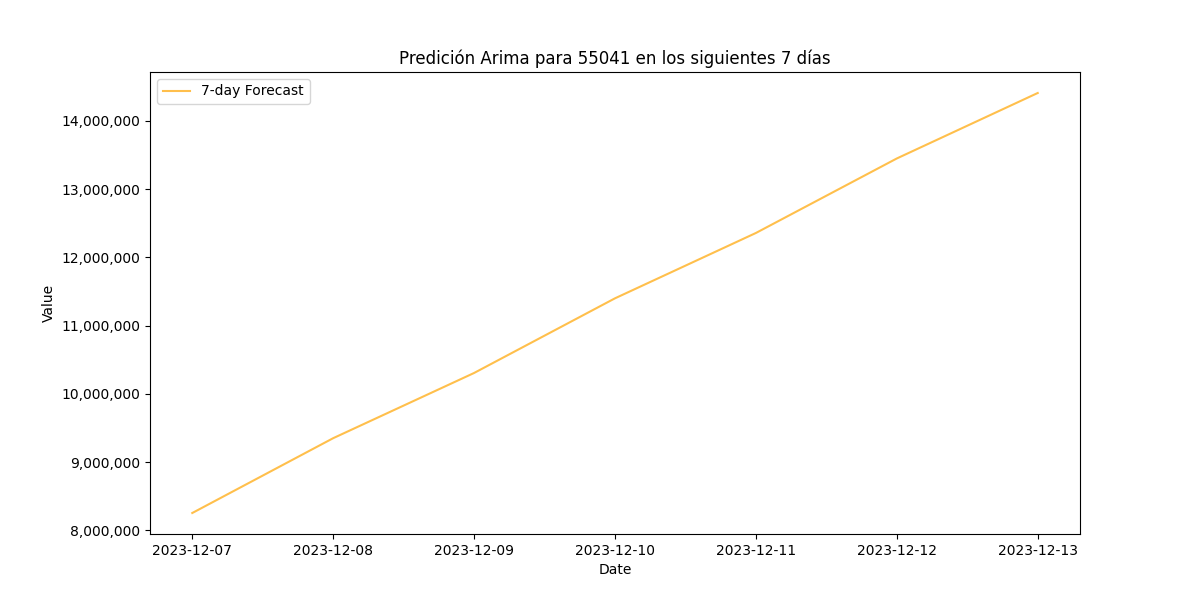 Predición Arima para 55041 en los siguientes 7 días
7-day Forecast
14,000,000
13,000,000
12,000,000
11,000,000
10,000,000
9,000,000
8,000,000
Value
2023-12-07 2023-12-08 2023-12-09 2023-12-10 2023-12-11 2023-12-12 2023-12-13
Date